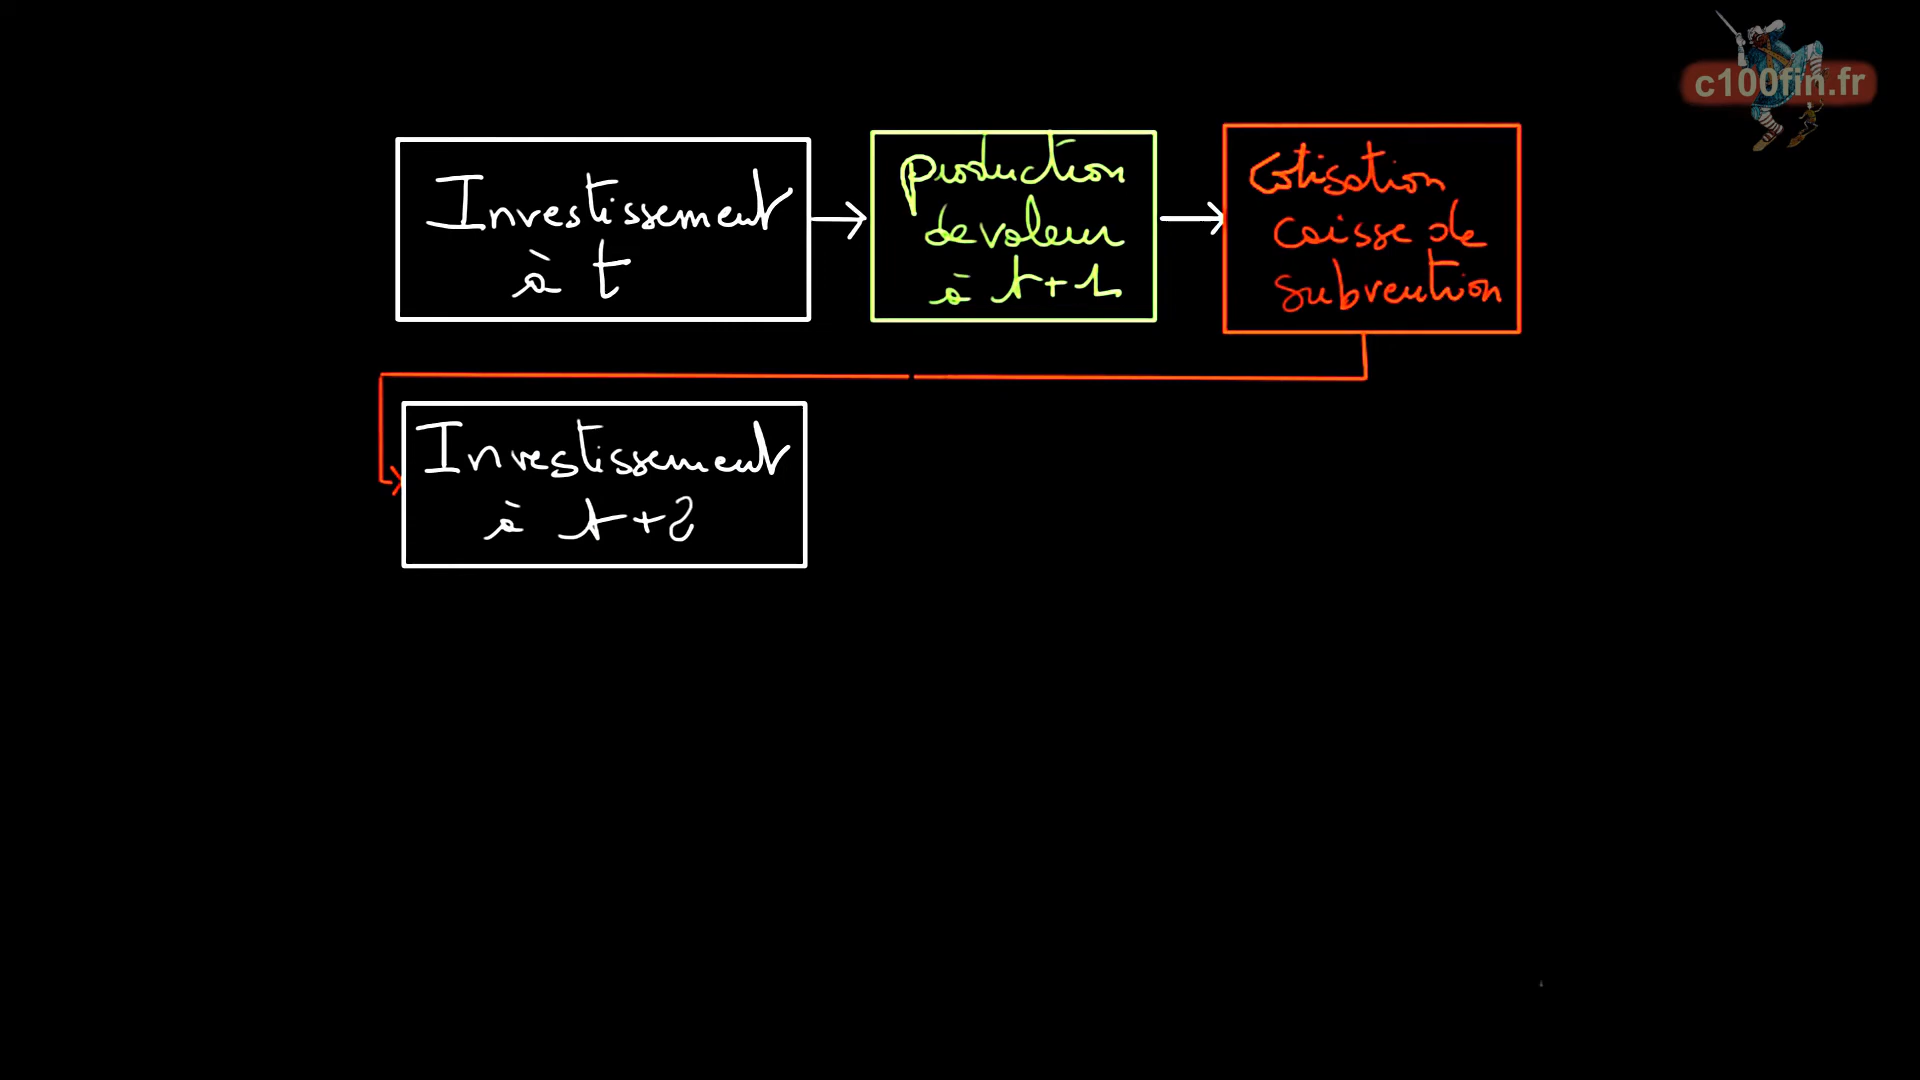 c100fin.fr
Investissement
à t
production
de valeur
à t+1
Cotisation
caisse de
subvention
Investissement
à t+2